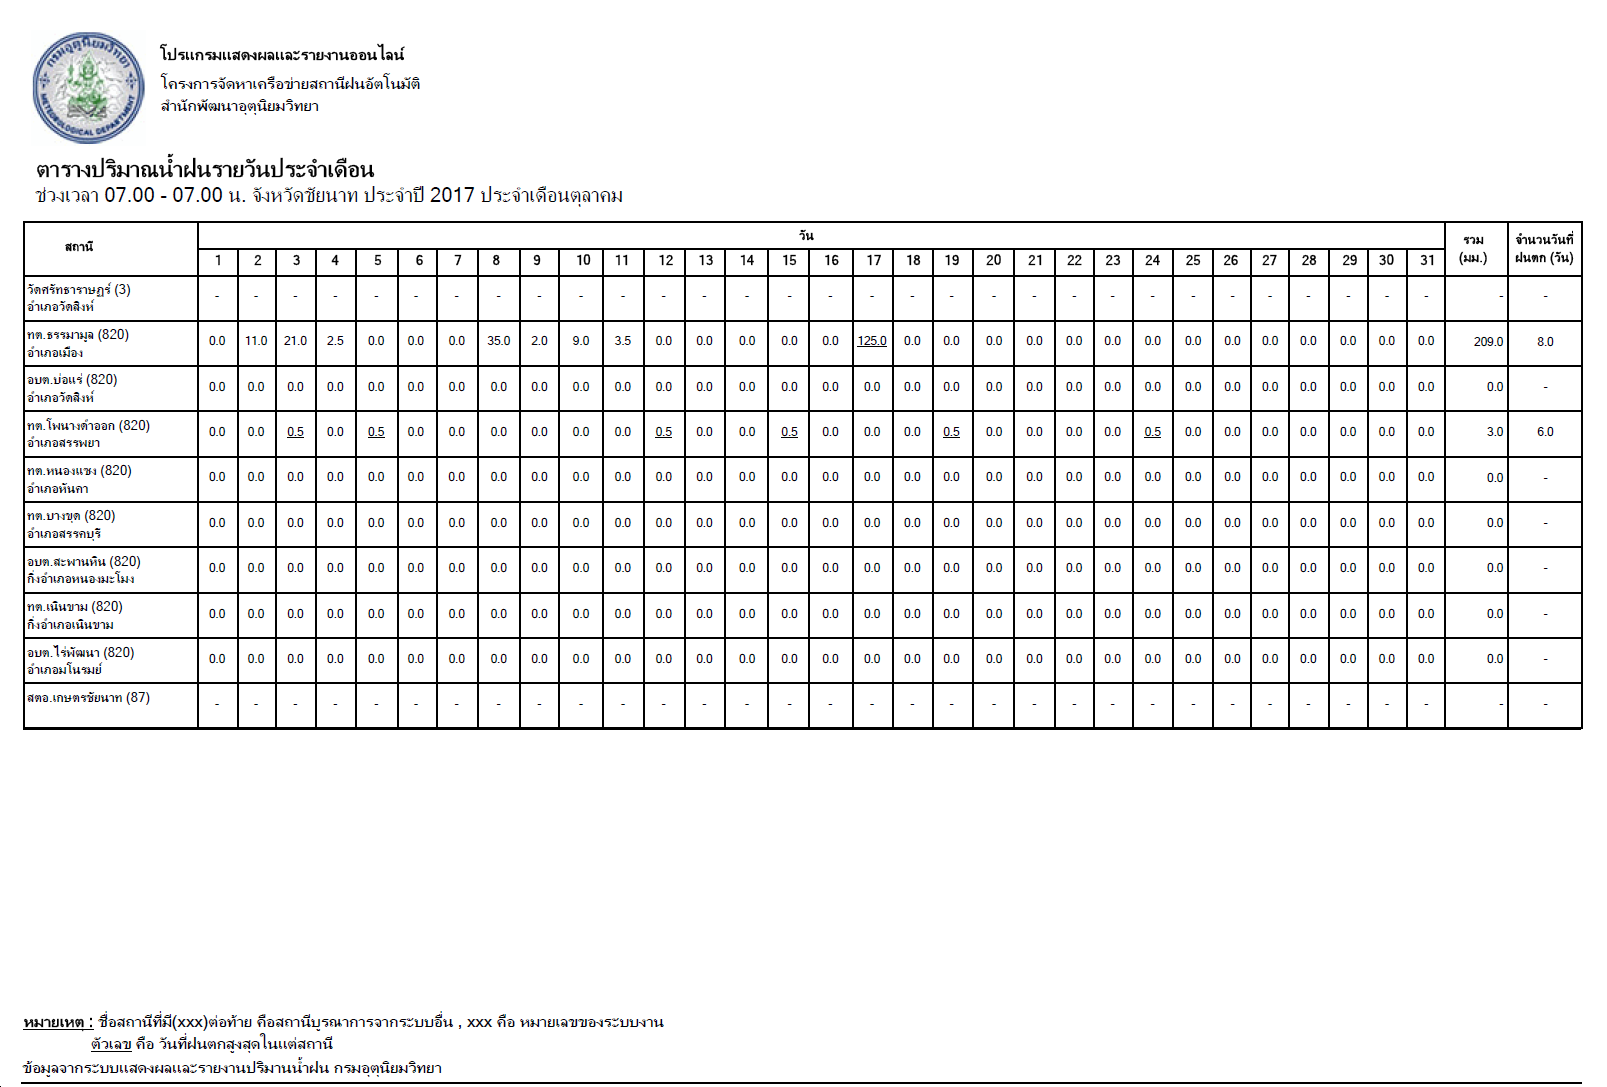 กรมอุตุนิยมวิทยา
METEOROLOGICAL DEPARTMENT
โปรแกรมแสดงผลและรายงานออนไลน์
โครงการจัดหาเครือข่ายสถานีฝนอัตโนมัติ
สำนักพัฒนาอุตุนิยมวิทยา
ตารางปริมาณน้ำฝนรายวันประจำเดือน
ช่วงเวลา 07.00 - 07.00 น. จังหวัดชัยนาท ประจำปี 2017 ประจำเดือนตุลาคม
สถานี วัน รวม (มม.) จำนวนวันที่ฝนตก (วัน)
1 2 3 4 5 6 7 8 9 10 11 12 13 14 15 16 17 18 19 20 21 22 23 24 25 26 27 28 29 30 31
วัดศรัทธาราษฎร์ (3)
อำเภอวัดสิงห์
- - - - - - - - - - - - - - - - - - - - - - - - - - - - - - - - -
ทต.ธรรมามูล (820)
อำเภอเมือง
0.0 11.0 21.0 2.5 0.0 0.0 0.0 35.0 2.0 9.0 3.5 0.0 0.0 0.0 0.0 0.0 125.0 0.0 0.0 0.0 0.0 0.0 0.0 0.0 0.0 0.0 0.0 0.0 0.0 0.0 0.0 209.0 8.0
อบต.บ่อแร่ (820)
อำเภอวัดสิงห์
0.0 0.0 0.0 0.0 0.0 0.0 0.0 0.0 0.0 0.0 0.0 0.0 0.0 0.0 0.0 0.0 0.0 0.0 0.0 0.0 0.0 0.0 0.0 0.0 0.0 0.0 0.0 0.0 0.0 0.0 0.0 0.0 -
ทต.โพนางดำออก (820)
อำเภอสรรพยา
0.0 0.0 0.5 0.0 0.5 0.0 0.0 0.0 0.0 0.0 0.0 0.5 0.0 0.0 0.5 0.0 0.0 0.0 0.5 0.0 0.0 0.0 0.0 0.5 0.0 0.0 0.0 0.0 0.0 0.0 0.0 3.0 6.0
ทต.หนองแซง (820)
อำเภอหันคา
0.0 0.0 0.0 0.0 0.0 0.0 0.0 0.0 0.0 0.0 0.0 0.0 0.0 0.0 0.0 0.0 0.0 0.0 0.0 0.0 0.0 0.0 0.0 0.0 0.0 0.0 0.0 0.0 0.0 0.0 0.0 0.0 -
ทต.บางขุด (820)
อำเภอสรรคบุรี
0.0 0.0 0.0 0.0 0.0 0.0 0.0 0.0 0.0 0.0 0.0 0.0 0.0 0.0 0.0 0.0 0.0 0.0 0.0 0.0 0.0 0.0 0.0 0.0 0.0 0.0 0.0 0.0 0.0 0.0 0.0 0.0 -
อบต.สะพานหิน (820)
กิ่งอำเภอหนองมะโมง
0.0 0.0 0.0 0.0 0.0 0.0 0.0 0.0 0.0 0.0 0.0 0.0 0.0 0.0 0.0 0.0 0.0 0.0 0.0 0.0 0.0 0.0 0.0 0.0 0.0 0.0 0.0 0.0 0.0 0.0 0.0 0.0 -
ทต.เนินขาม (820)
กิ่งอำเภอเนินขาม
0.0 0.0 0.0 0.0 0.0 0.0 0.0 0.0 0.0 0.0 0.0 0.0 0.0 0.0 0.0 0.0 0.0 0.0 0.0 0.0 0.0 0.0 0.0 0.0 0.0 0.0 0.0 0.0 0.0 0.0 0.0 0.0 -
อบต.ไร่พัฒนา (820)
อำเภอมโนรมย์
0.0 0.0 0.0 0.0 0.0 0.0 0.0 0.0 0.0 0.0 0.0 0.0 0.0 0.0 0.0 0.0 0.0 0.0 0.0 0.0 0.0 0.0 0.0 0.0 0.0 0.0 0.0 0.0 0.0 0.0 0.0 0.0 -
สตอ.เกษตรชัยนาท (87)
- - - - - - - - - - - - - - - - - - - - - - - - - - - - - - - - -
หมายเหตุ : ชื่อสถานีที่มี(xxx)ต่อท้าย คือสถานีบูรณาการจากระบบอื่น , xxx คือ หมายเลขของระบบงาน
ตัวเลข คือ วันที่ฝนตกสูงสุดในแต่สถานี
ข้อมูลจากระบบแสดงผลและรายงานปริมานน้ำฝน กรมอุตุนิยมวิทยา